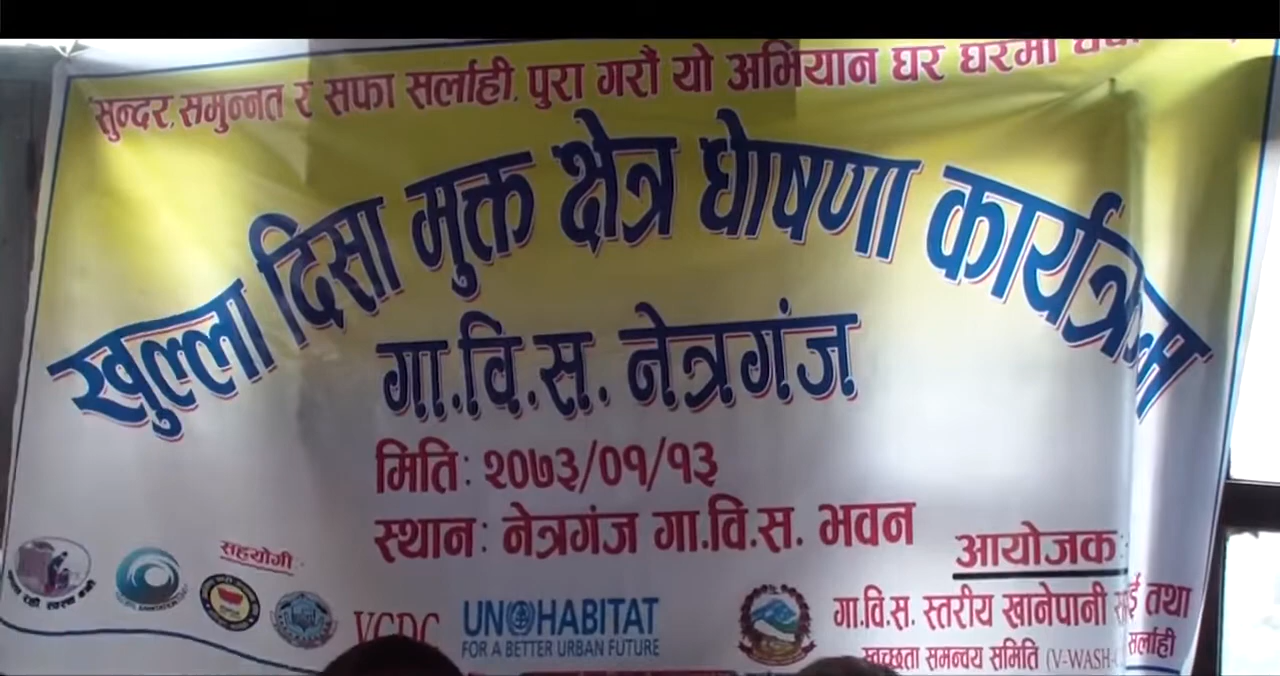 सुन्दर, समुन्नत र सफा सर्लाही, पुरा गरौं यो अभियान घर घरमा
खुल्ला दिसा मुक्त क्षेत्र घोषणा कार्यक्रम
गा.वि.स. नेत्रगंज
मिति: २०७३/०१/१३
स्थान: नेत्रगंज गा.वि.स. भवन
सहयोगी:
VCDC
UN HABITAT
FOR A BETTER URBAN FUTURE
आयोजक:
गा.वि.स. स्तरीय खानेपानी तथा
स्वच्छता समन्वय समिति (V-WASH- सर्लाही